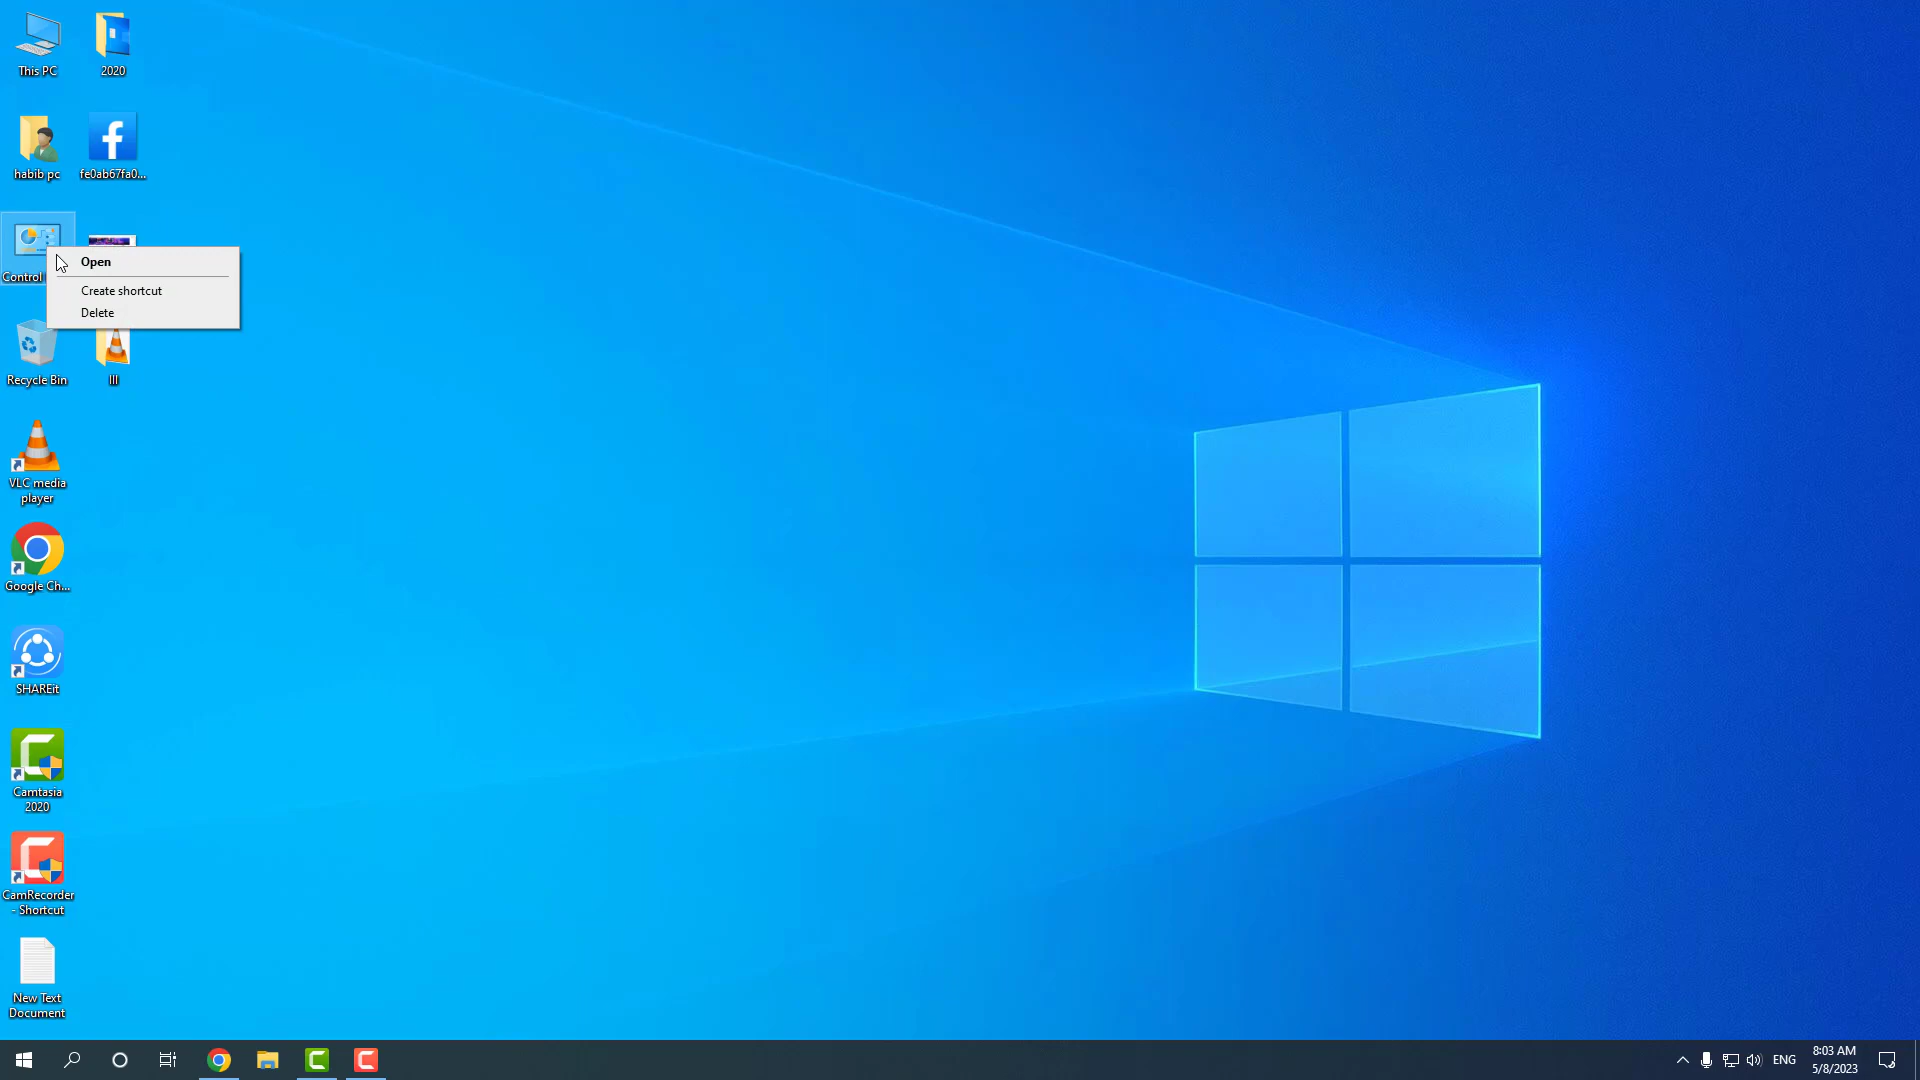 This PC
2020
habib pc
fe0ab67fa0...
Control
Open
Create shortcut
Delete
Recycle Bin
lll
VLC media
player
Google Ch...
SHAREit
Camtasia
2020
CamRecorder
- Shortcut
New Text
Document
ENG
8:03 AM
5/8/2023